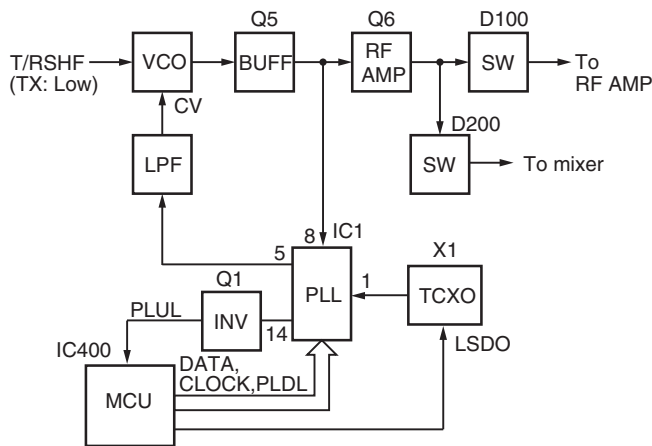 Q5
Q6
D100
T/RSHF
(TX: Low)
VCO
BUFF
RF
AMP
SW
To
RF AMP
CV
D200
LPF
SW
To mixer
8
IC1
5
X1
Q1
PLL
1
TCXO
PLUL
INV
14
LSDO
IC400
DATA,
CLOCK,PLDL
MCU